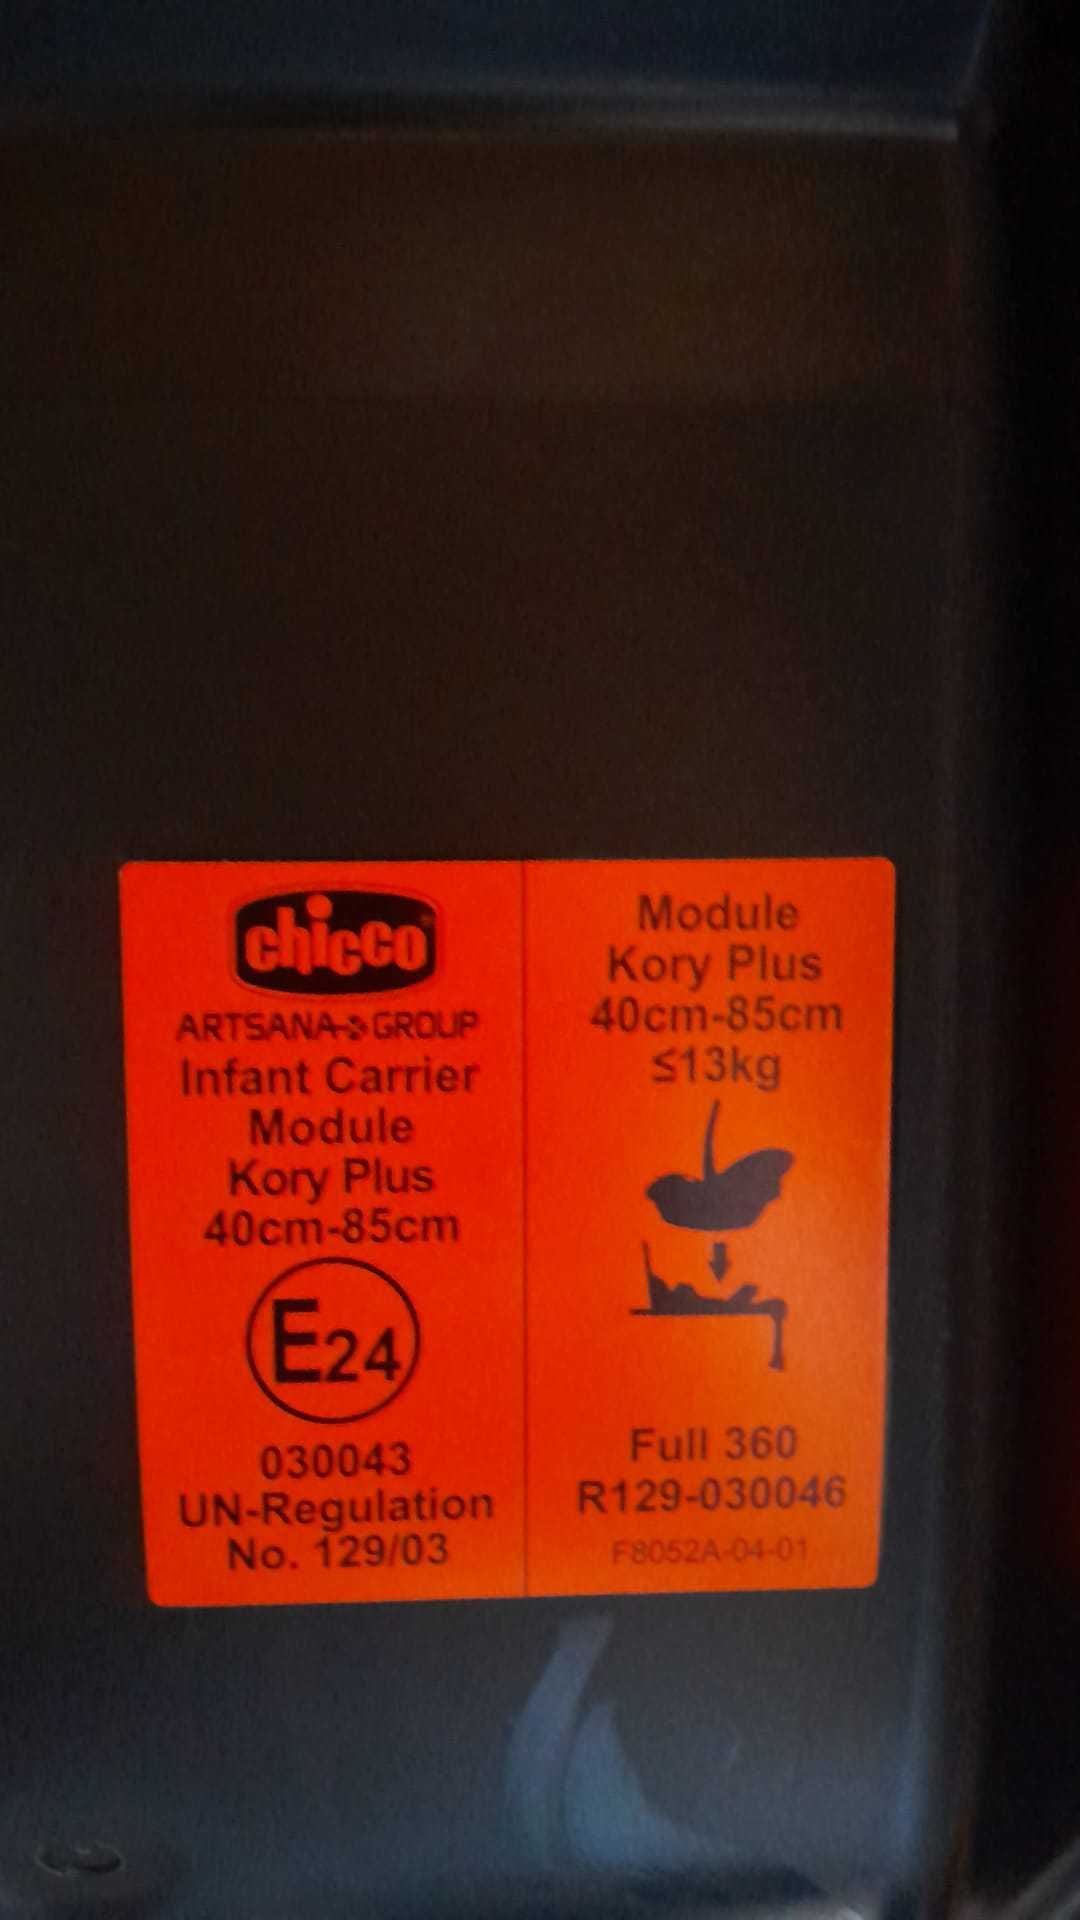 chicco
ARTSANA GROUP
Infant Carrier
Module
Kory Plus
40cm-85cm
E24
030043
UN-Regulation
No. 129/03
Module
Kory Plus
40cm-85cm
≤13kg
Full 360
R129-030046
F8052A-04-01